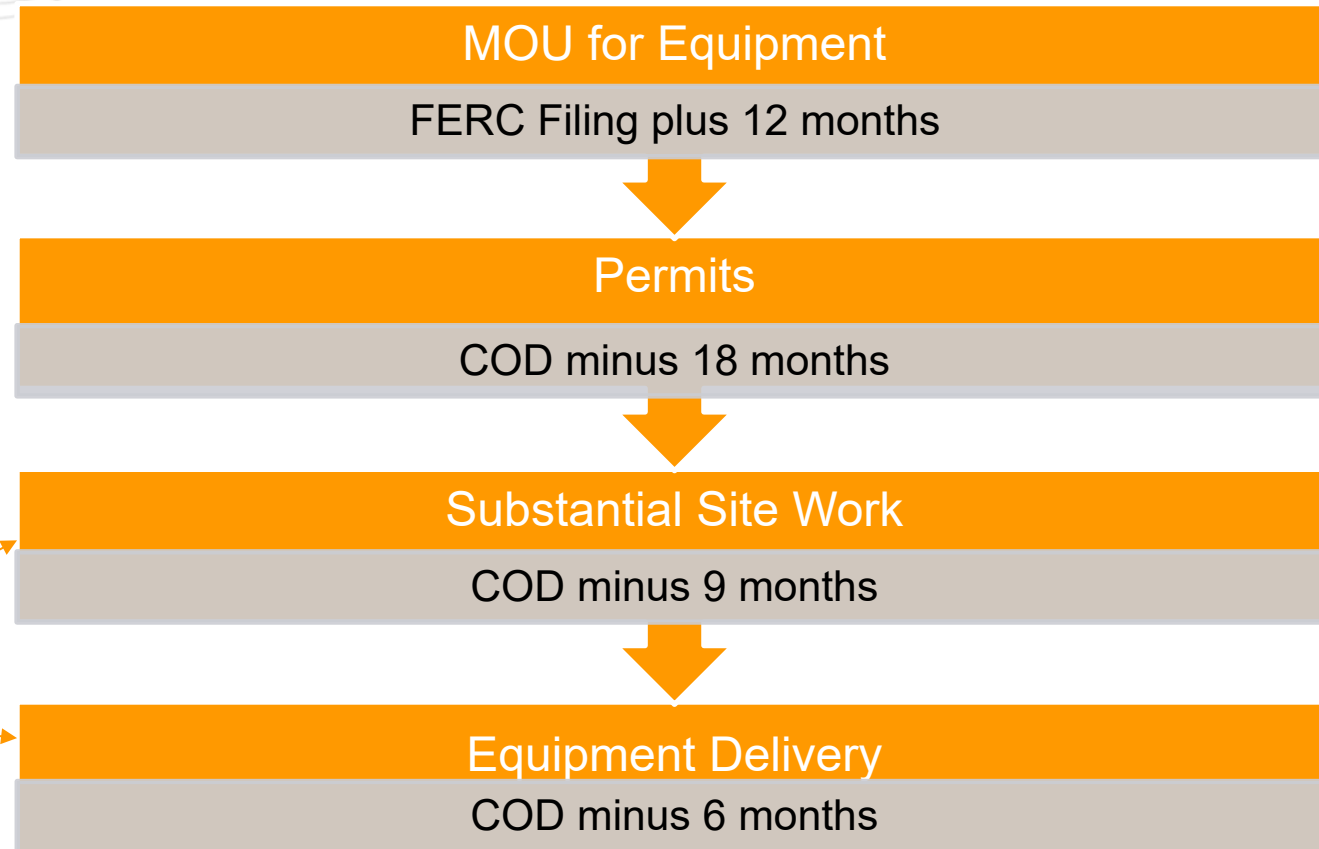 MOU for Equipment
FERC Filing plus 12 months
Permits
COD minus 18 months
Substantial Site Work
COD minus 9 months
Equipment Delivery
COD minus 6 months